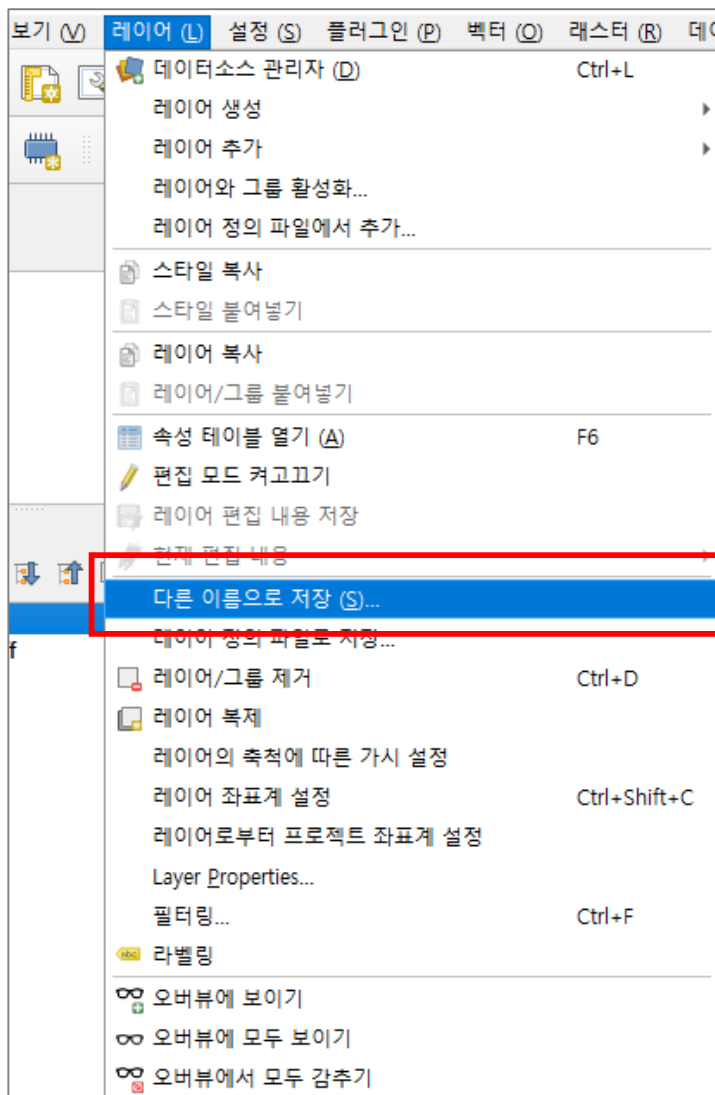 보기 (V) 레이어 (L) 설정 (S) 플러그인 (P) 벡터 (O) 래스터 (R)
데이터소스 관리자 (D) Ctrl+L
레이어 생성
레이어 추가
레이어와 그룹 활성화...
레이어 정의 파일에서 추가...
스타일 복사
스타일 붙여넣기
레이어 복사
레이어/그룹 붙여넣기
속성 테이블 열기 (A) F6
편집 모드 켜고끄기
레이어 편집 내용 저장
현재 편집 내용
다른 이름으로 저장 (S)...
레이어 정의 파일로 저장...
f
레이어/그룹 제거 Ctrl+D
레이어 복제
레이어의 축척에 따른 가시 설정
레이어 좌표계 설정 Ctrl+Shift+C
레이어로부터 프로젝트 좌표계 설정
Layer Properties...
필터링... Ctrl+F
abc 라벨링
오버뷰에 보이기
오버뷰에 모두 보이기
오버뷰에서 모두 감추기